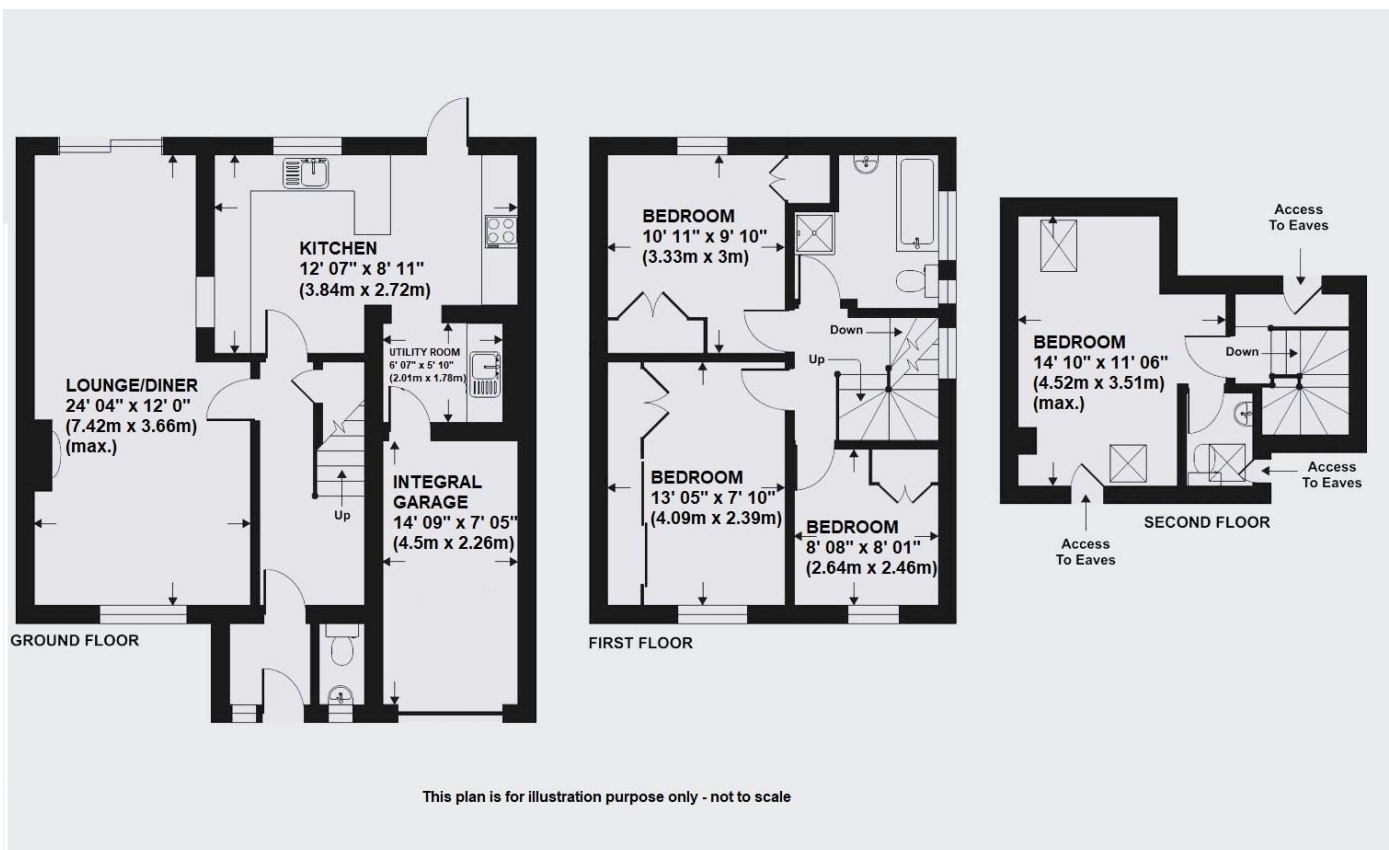 KITCHEN
12' 07" x 8' 11"
(3.84m x 2.72m)
UTILITY ROOM
6' 07" x 5' 10"
(2.01m x 1.78m)
LOUNGE/DINER
24' 04" x 12' 0"
(7.42m x 3.66m)
(max.)
Up
INTEGRAL
GARAGE
14' 09" x 7' 05"
(4.5m x 2.26m)
GROUND FLOOR
BEDROOM
10' 11" x 9' 10"
(3.33m x 3m)
Down
Up
BEDROOM
13' 05" x 7' 10"
(4.09m x 2.39m)
BEDROOM
8' 08" x 8' 01"
(2.64m x 2.46m)
FIRST FLOOR
Access
To Eaves
BEDROOM
14' 10" x 11' 06"
(4.52m x 3.51m)
(max.)
Down
Access
To Eaves
SECOND FLOOR
Access
To Eaves
This plan is for illustration purpose only - not to scale